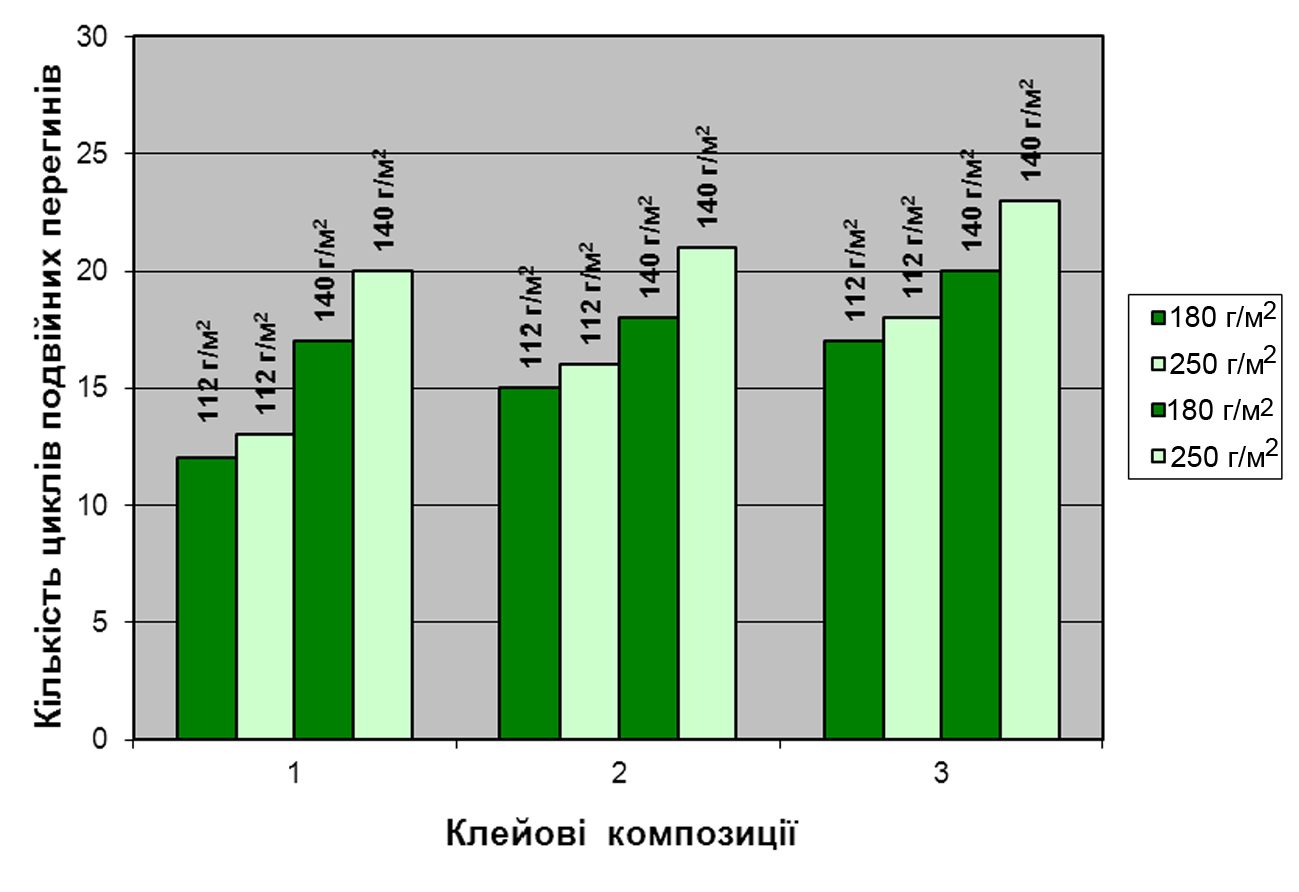 Кількість циклів подвійних перегинів
30
25
20
15
10
5
0
112 г/м²
112 г/м²
140 г/м²
140 г/м²
112 г/м²
112 г/м²
140 г/м²
140 г/м²
112 г/м²
112 г/м²
140 г/м²
140 г/м²
1
2
3
Клейові композиції
180 г/м²
250 г/м²
180 г/м²
250 г/м²